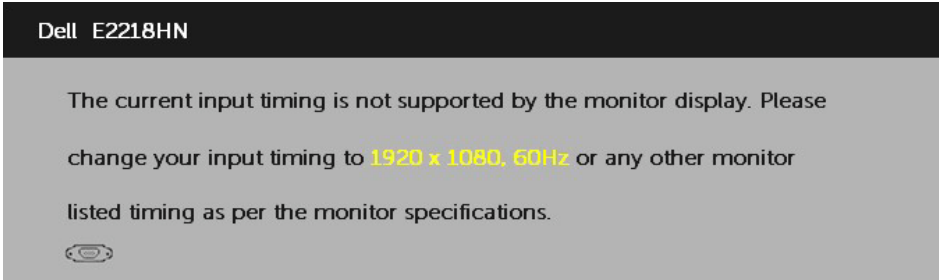 Dell E2218HN
The current input timing is not supported by the monitor display. Please
change your input timing to 1920 x 1080, 60Hz or any other monitor
listed timing as per the monitor specifications.